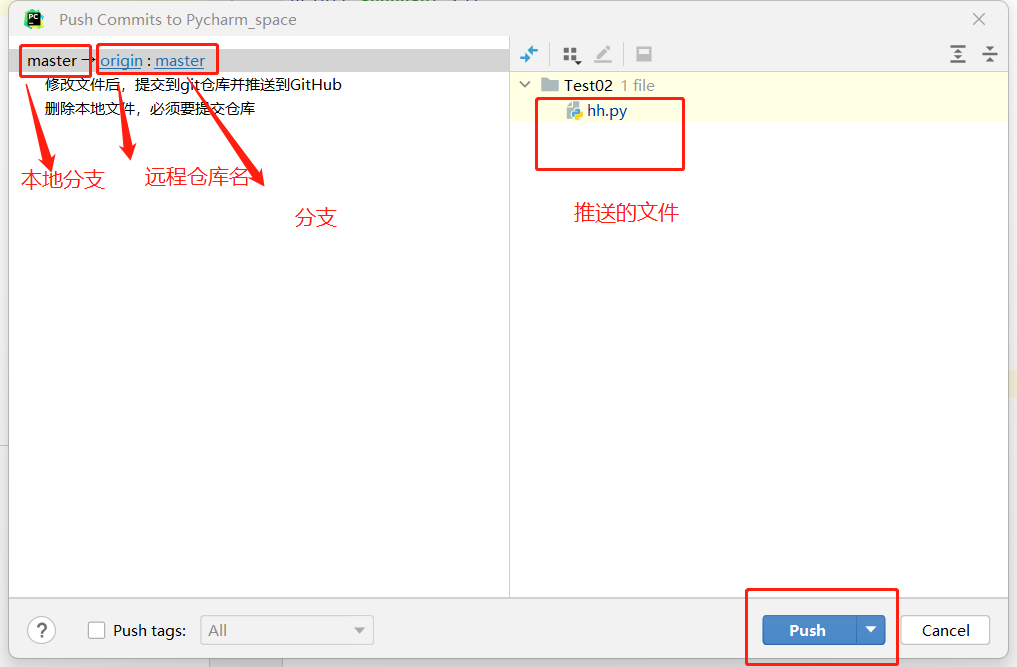 Push Commits to Pycharm_space
master → origin : master
修改文件后，提交到git仓库并推送到GitHub
删除本地文件，必须要提交仓库
本地分支
远程仓库名
分支
Test02 1 file
hh.py
推送的文件
? Push tags: All
Push
Cancel